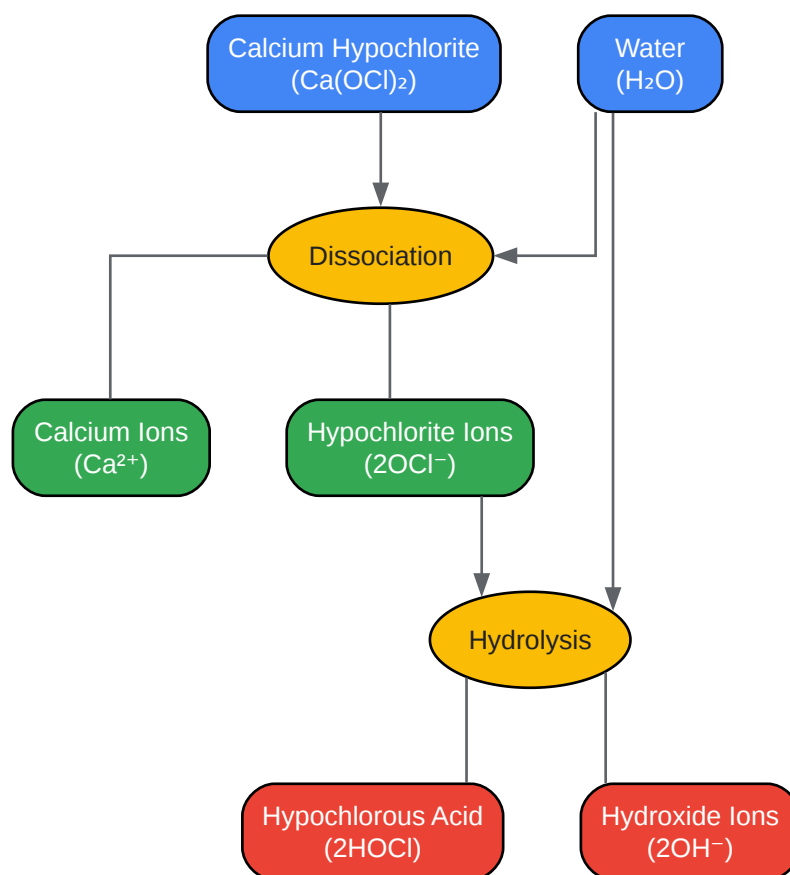 Calcium Hypochlorite
(Ca(OCl)₂)
Water
(H₂O)
Dissociation
Calcium Ions
(Ca²⁺)
Hypochlorite Ions
(2OCl⁻)
Hydrolysis
Hypochlorous Acid
(2HOCl)
Hydroxide Ions
(2OH⁻)